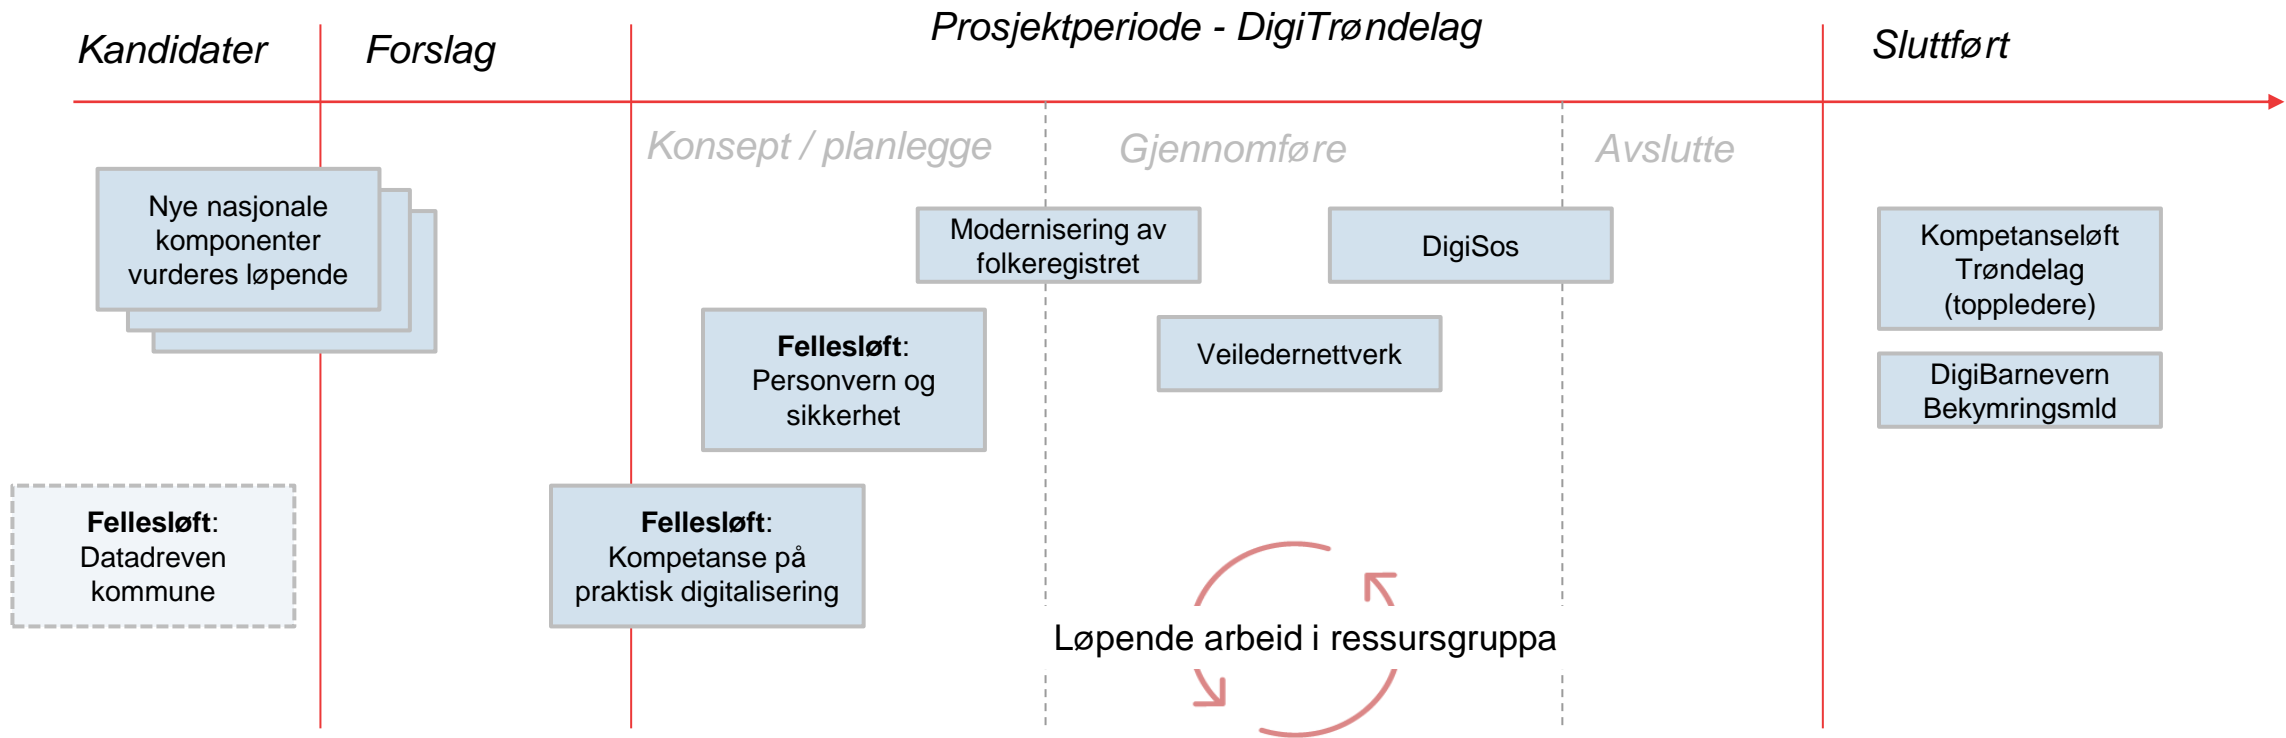 Kandidater
Forslag
Prosjektperiode - DigiTrøndelag
Sluttført
Konsept / planlegge
Gjennomføre
Avslutte
Nye nasjonale
komponenter
vurderes løpende
Modernisering av
folkeregistret
DigiSos
Kompetanseløft
Trøndelag
(toppledere)
Fellesløft:
Personvern og
sikkerhet
Veiledernettverk
DigiBarnevern
Bekymringsmld
Fellesløft:
Datadreven
kommune
Fellesløft:
Kompetanse på
praktisk digitalisering
Løpende arbeid i ressursgruppa